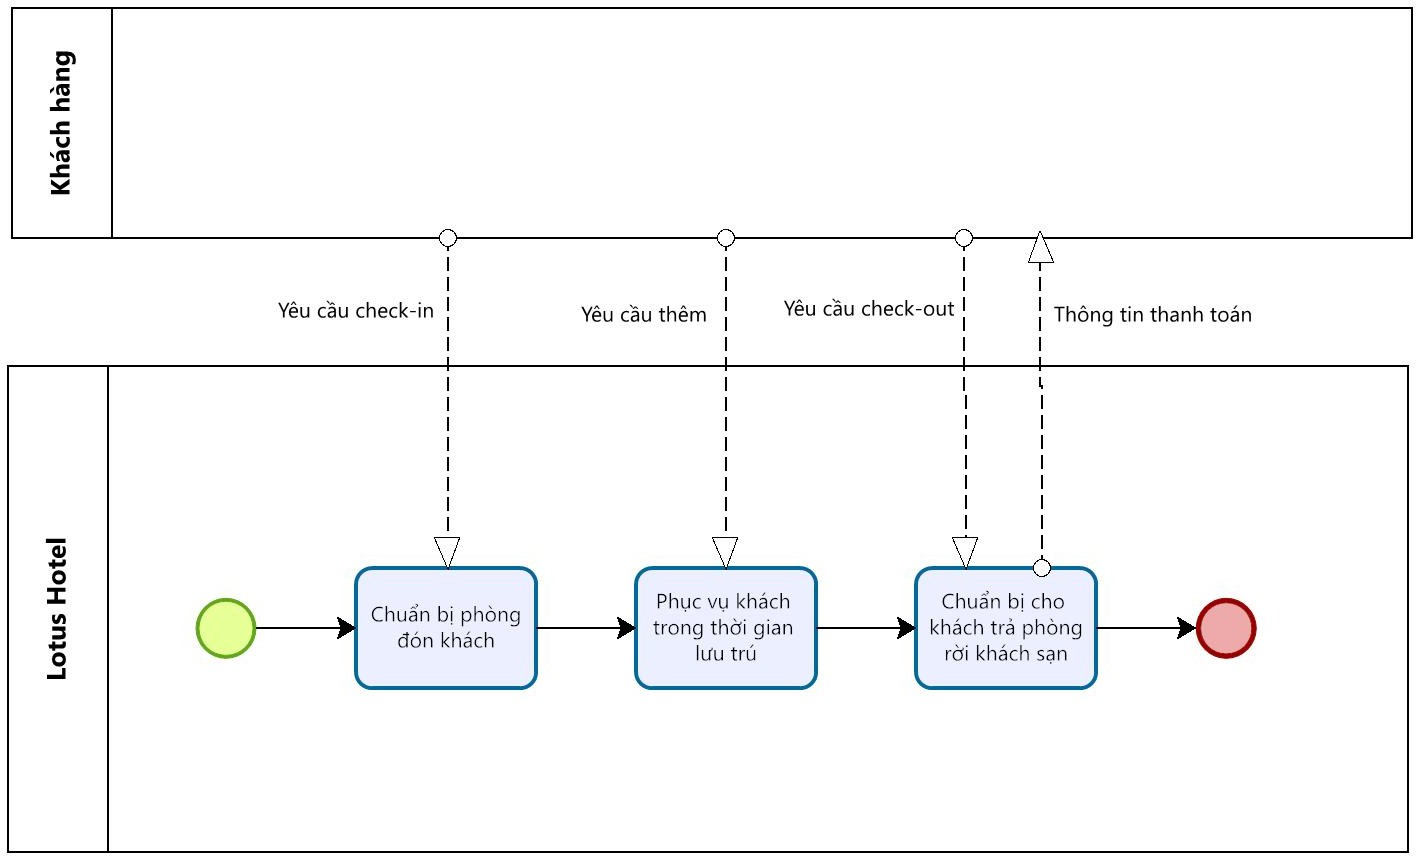 Khách hàng
Yêu cầu check-in
Yêu cầu thêm
Yêu cầu check-out
Thông tin thanh toán
Lotus Hotel
Chuẩn bị phòng
đón khách
Phục vụ khách
trong thời gian
lưu trú
Chuẩn bị cho
khách trả phòng
rời khách sạn